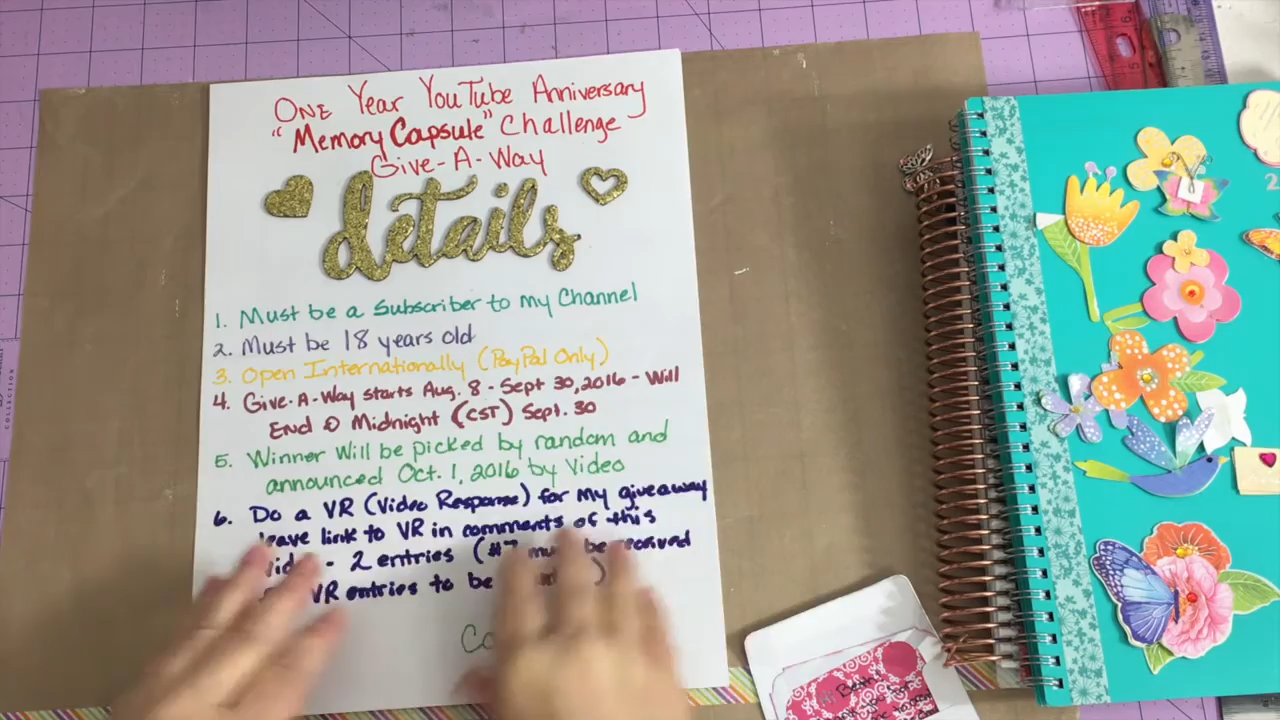 One Year YouTube Anniversary
"Memory Capsule" Challenge
Give-A-Way
details
1. Must be a Subscriber to my Channel
2. Must be 18 years old
3. Open Internationally (PayPal Only)
4. Give-A-Way starts Aug. 8 - Sept 30, 2016 - Will
End @ Midnight (CST) Sept. 30
5. Winner Will be picked by random and
announced Oct. 1, 2016 by Video
6. Do a VR (Video Response) for my giveaway
leave link to VR in comments of this
- 2 entries (#7 must be received
VR entries to be